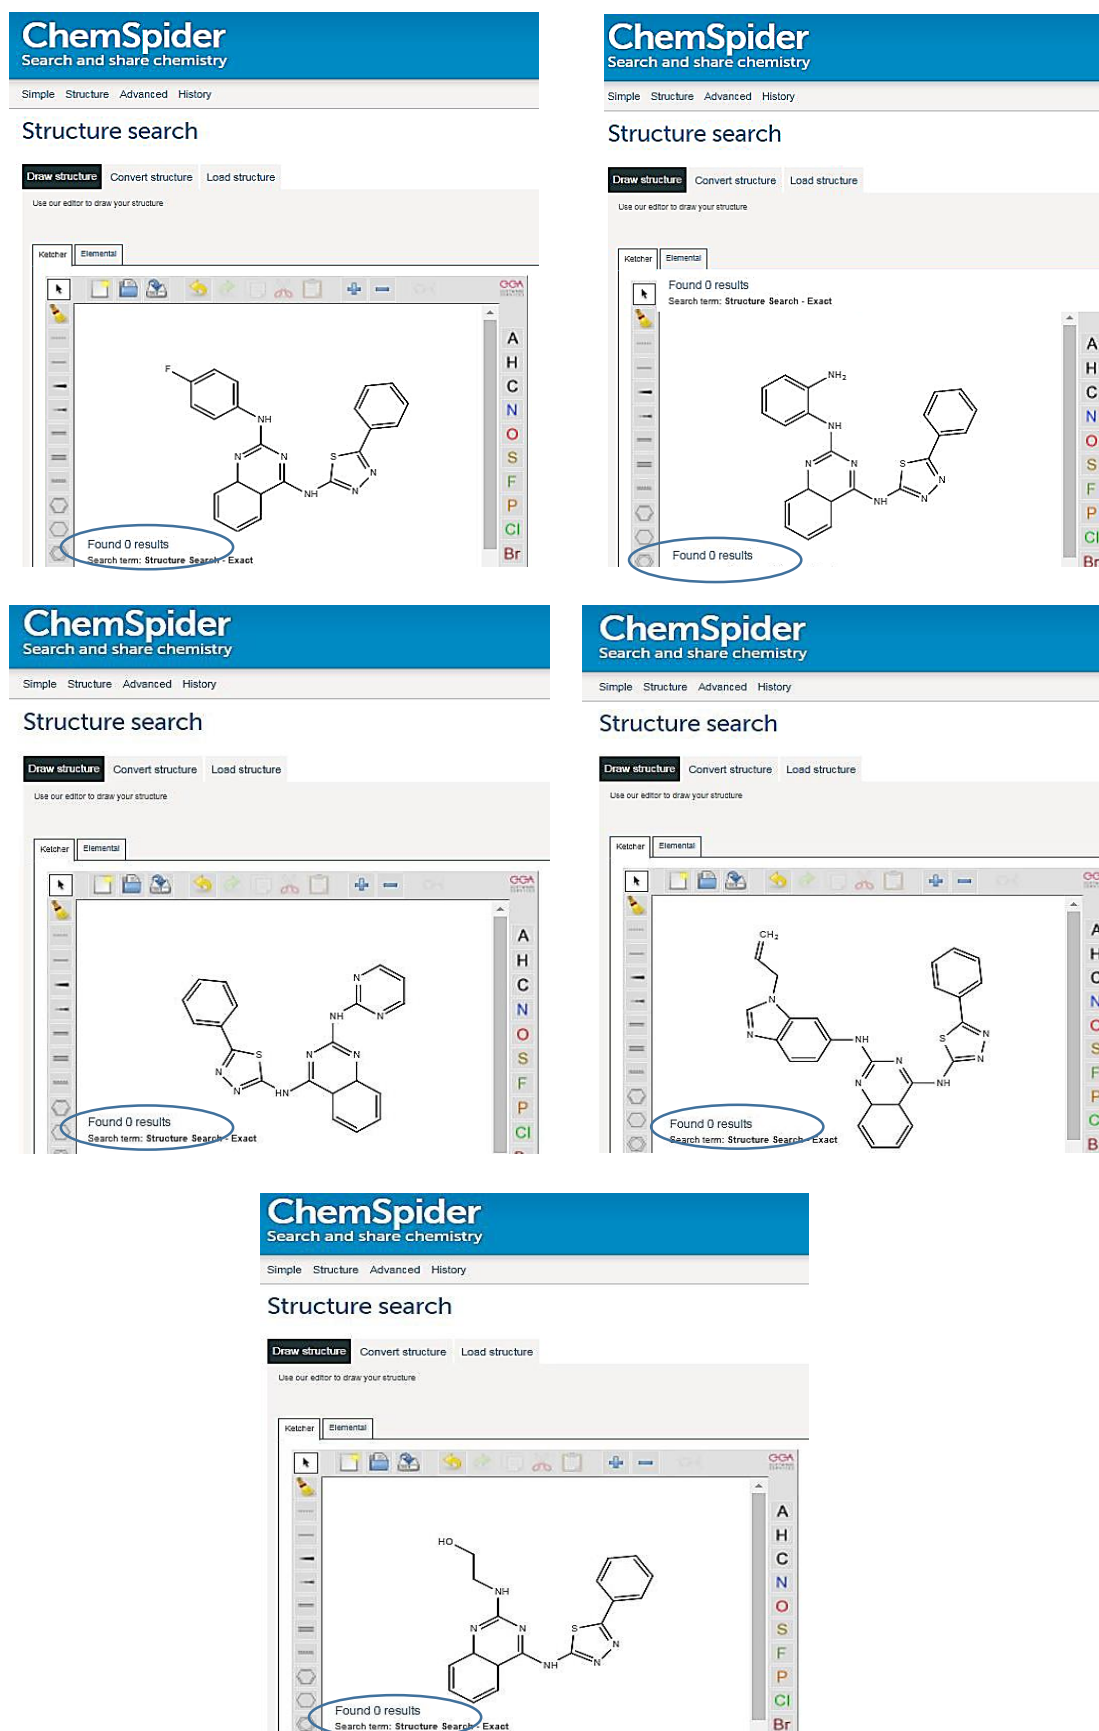 ChemSpider
Search and share chemistry
Simple Structure Advanced History
Structure search
Draw structure Convert structure Load structure
Use our editor to draw your structure
Ketcher Elemental
GGA
A
H
C
N
O
S
F
P
Cl
Br
F
NH
N N
S
N
N
NH
Found 0 results
Search term: Structure Search - Exact
ChemSpider
Search and share chemistry
Simple Structure Advanced History
Structure search
Draw structure Convert structure Load structure
Use our editor to draw your structure
Ketcher Elemental
Found 0 results
Search term: Structure Search - Exact
A
H
C
N
O
S
F
P
Cl
Br
NH2
NH
N N
S
N
N
NH
Found 0 results
ChemSpider
Search and share chemistry
Simple Structure Advanced History
Structure search
Draw structure Convert structure Load structure
Use our editor to draw your structure
Ketcher Elemental
GGA
A
H
C
N
O
S
F
P
Cl
N
N
NH
S
N N
N
N
HN
Found 0 results
Search term: Structure Search - Exact
ChemSpider
Search and share chemistry
Simple Structure Advanced History
Structure search
Draw structure Convert structure Load structure
Use our editor to draw your structure
Ketcher Elemental
CH2
N
N
NH
S
N
N
N
N
NH
Found 0 results
Search term: Structure Search - Exact
ChemSpider
Search and share chemistry
Simple Structure Advanced History
Structure search
Draw structure Convert structure Load structure
Use our editor to draw your structure
Ketcher Elemental
GGA
A
H
C
N
O
S
F
P
Cl
Br
HO
NH
N N
S
N
N
NH
Found 0 results
Search term: Structure Search - Exact